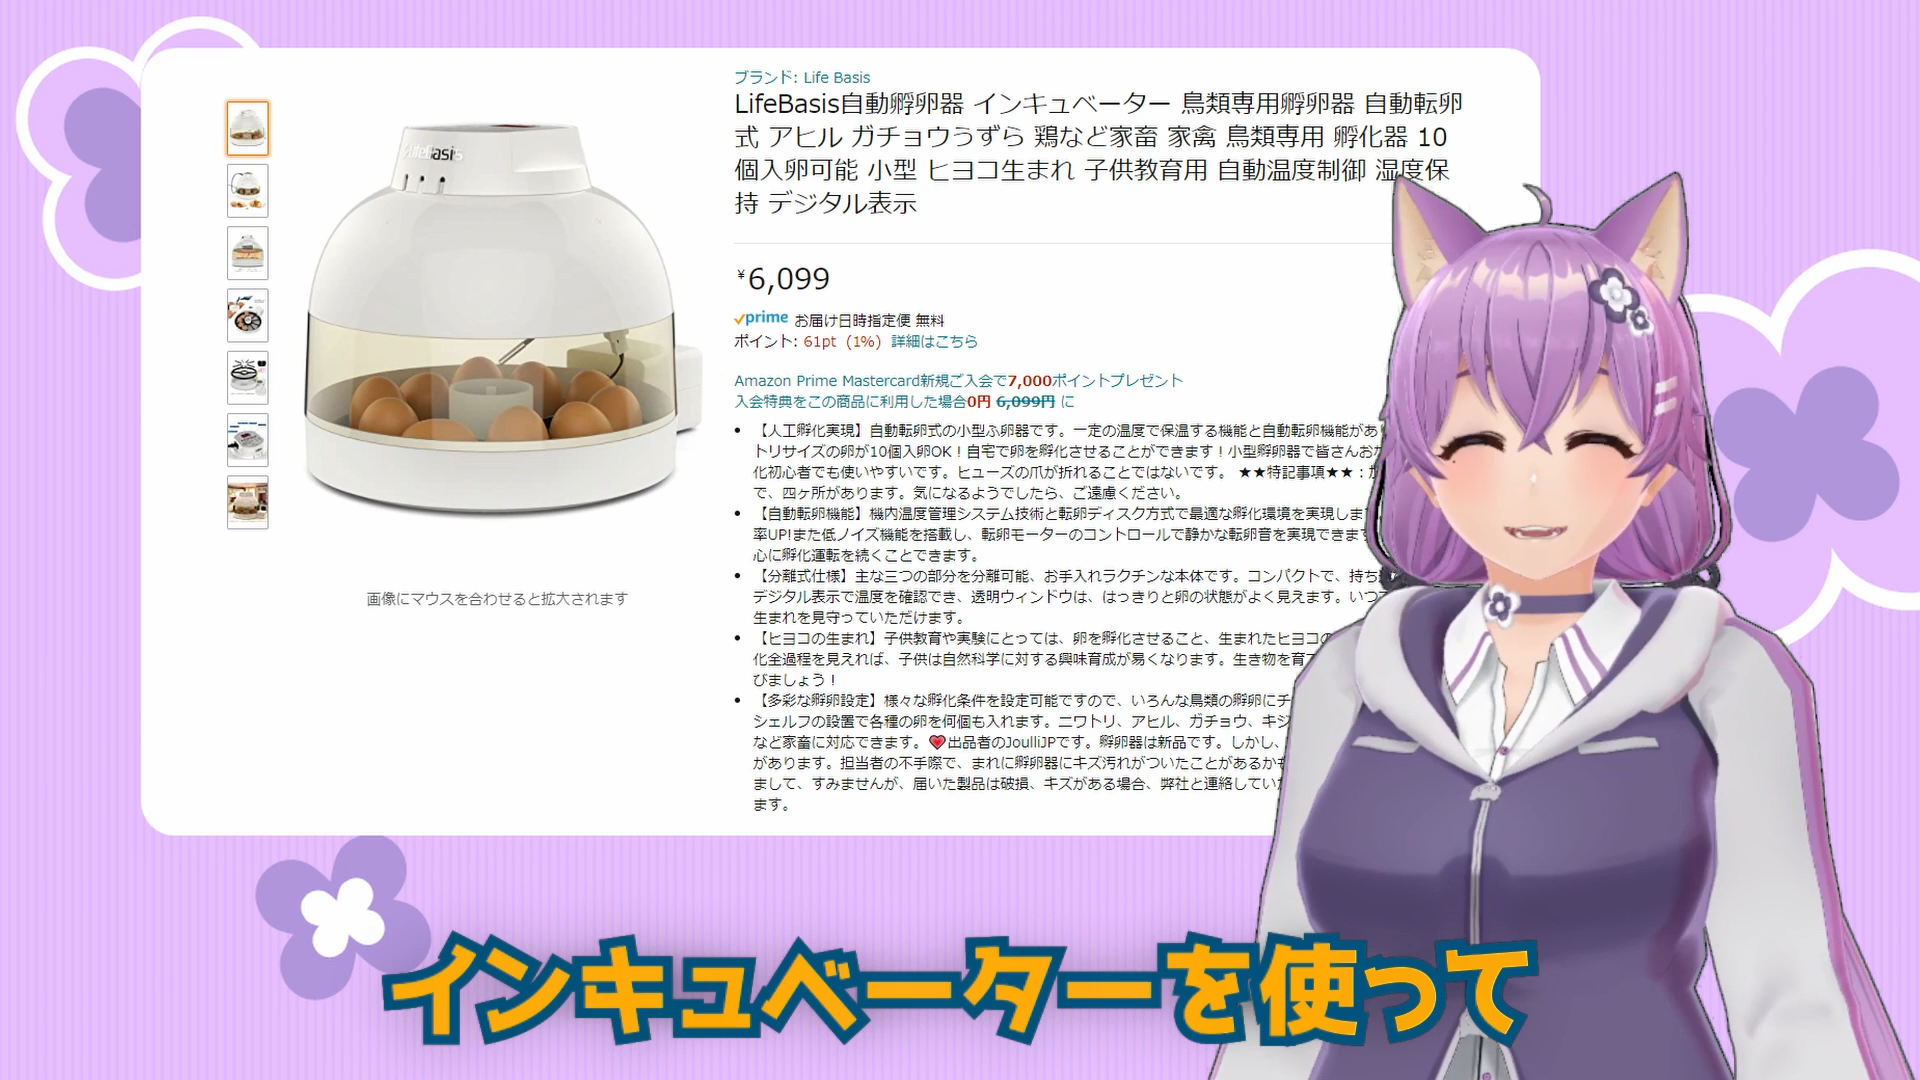 ブランド: Life Basis
LifeBasis自動孵卵器 インキュベーター 鳥類専用孵卵器 自動転卵
式 アヒル ガチョウうずら 鶏など家畜 家禽 鳥類専用 孵化器 10
個入卵可能 小型 ヒヨコ生まれ 子供教育用 自動温度制御 湿度保
持 デジタル表示
LifeBasis
¥6,099
prime お届け日時指定便 無料
ポイント: 61pt (1%) 詳細はこちら
Amazon Prime Mastercard新規ご入会で7,000ポイントプレゼント
入会特典をこの商品に利用した場合0円 6,099円 に
• 【人工孵化実現】自動転卵式の小型ふ卵器です。一定の温度で保温する機能と自動転卵機能があ
トリサイズの卵が10個入卵OK！自宅で卵を孵化させることができます！小型孵卵器で皆さんお
化初心者でも使いやすいです。ヒューズの爪が折れることではないです。 ★★特記事項★★：
で、四ヶ所があります。気になるようでしたら、ご遠慮ください。
• 【自動転卵機能】機内温度管理システム技術と転卵ディスク方式で最適な孵化環境を実現しま
率UP!また低ノイズ機能を搭載し、転卵モーターのコントロールで静かな転卵音を実現できます
心に孵化運転を続くことできます。
• 【分離式仕様】主な三つの部分を分離可能、お手入れラクチンな本体です。コンパクトで、持ち
デジタル表示で温度を確認でき、透明ウィンドウは、はっきりと卵の状態がよく見えます。いつ
生まれを見守っていただけます。
• 【ヒヨコの生まれ】子供教育や実験にとっては、卵を孵化させること、生まれたヒヨコの
化全過程を見えれば、子供は自然科学に対する興味育成が易くなります。生き物を育て
びましょう！
• 【多彩な孵卵設定】様々な孵化条件を設定可能ですので、いろんな鳥類の孵卵にチ
シェルフの設置で各種の卵を何個も入れます。ニワトリ、アヒル、ガチョウ、キジ
など家畜に対応できます。❤出品者のJoulliJPです。孵卵器は新品です。しかし、
があります。担当者の不手際で、まれに孵卵器にキズ汚れがついたことがあるかも
まして、すみませんが、届いた製品は破損、キズがある場合、弊社と連絡してい
ます。
画像にマウスを合わせると拡大されます
インキュベーターを使って